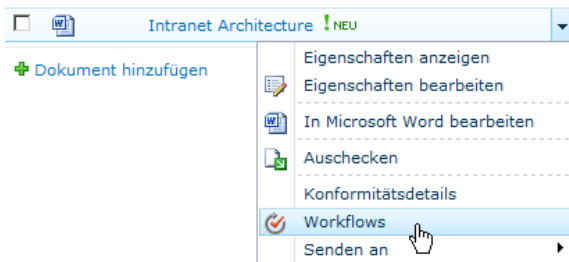 Intranet Architecture ! NEU
Dokument hinzufügen
Eigenschaften anzeigen
Eigenschaften bearbeiten
In Microsoft Word bearbeiten
Auschecken
Konformitätsdetails
Workflows
Senden an